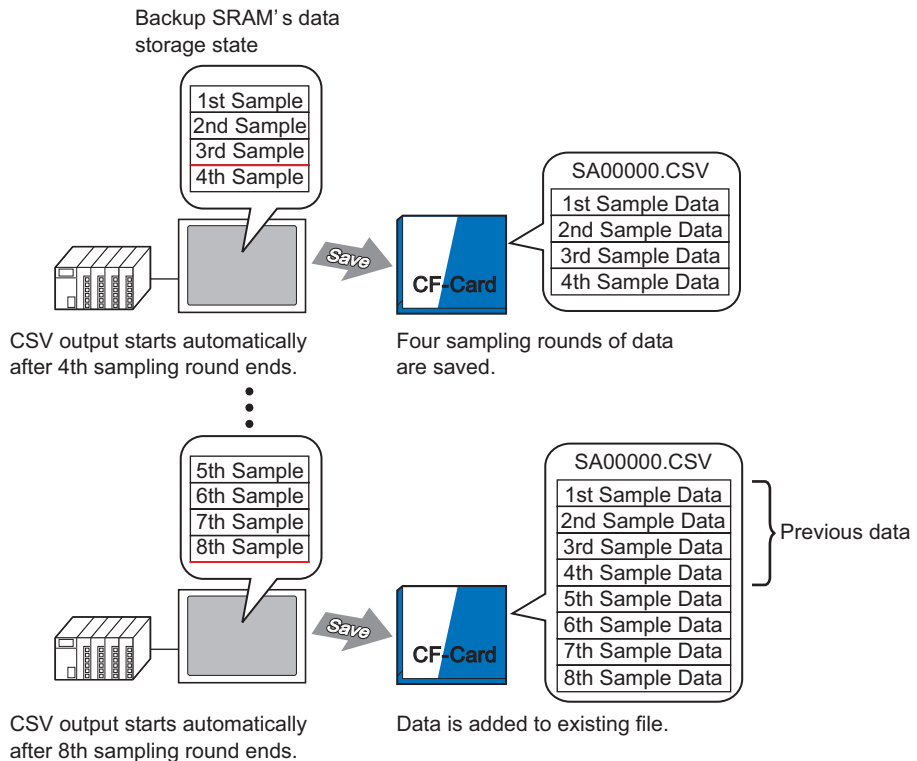 Backup SRAM's data
storage state
1st Sample
2nd Sample
3rd Sample
4th Sample
Save
CF-Card
SA00000.CSV
1st Sample Data
2nd Sample Data
3rd Sample Data
4th Sample Data
CSV output starts automatically
after 4th sampling round ends.
Four sampling rounds of data
are saved.
5th Sample
6th Sample
7th Sample
8th Sample
Save
CF-Card
SA00000.CSV
1st Sample Data
2nd Sample Data
3rd Sample Data
4th Sample Data
5th Sample Data
6th Sample Data
7th Sample Data
8th Sample Data
Previous data
CSV output starts automatically
after 8th sampling round ends.
Data is added to existing file.